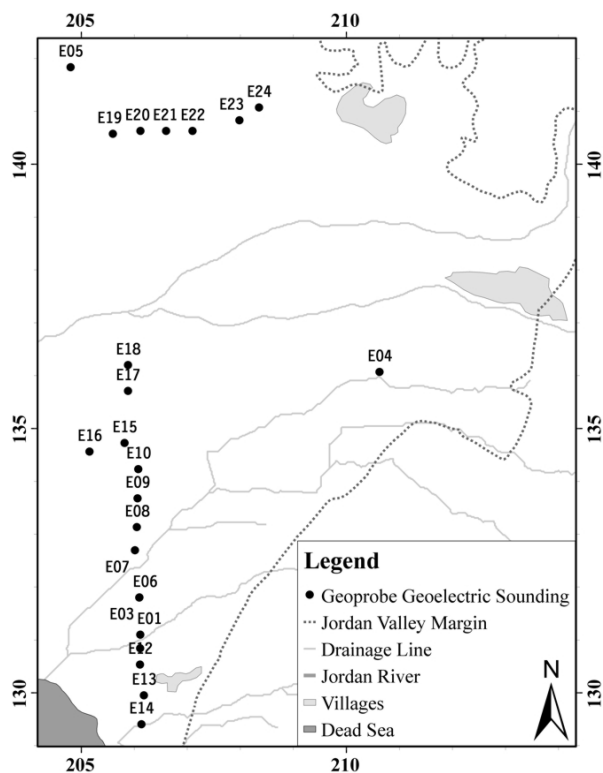 205 210
E05
E24
E23
E19 E20 E21 E22
140 140
E18
E17
E04
135 135
E15
E16
E10
E09
E08
E07
E06
E03 E01
E12
E13
E14
130 130
Legend
Geoprobe Geoelectric Sounding
Jordan Valley Margin
Drainage Line
Jordan River
Villages
Dead Sea
N
205 210